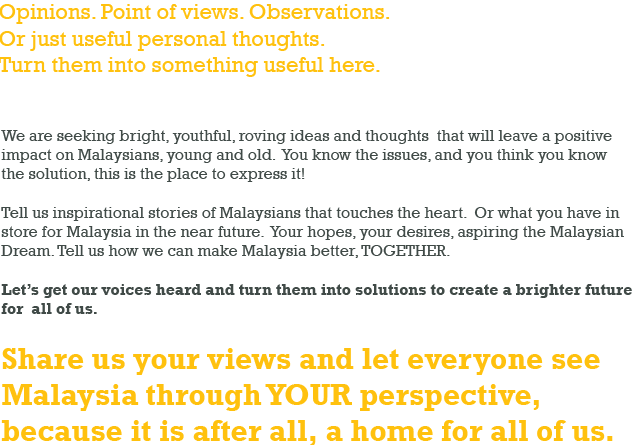 Opinions. Point of views. Observations.
Or just useful personal thoughts.
Turn them into something useful here.
We are seeking bright, youthful, roving ideas and thoughts that will leave a positive
impact on Malaysians, young and old. You know the issues, and you think you know
the solution, this is the place to express it!
Tell us inspirational stories of Malaysians that touches the heart. Or what you have in
store for Malaysia in the near future. Your hopes, your desires, aspiring the Malaysian
Dream. Tell us how we can make Malaysia better, TOGETHER.
Let's get our voices heard and turn them into solutions to create a brighter future
for all of us.
Share us your views and let everyone see
Malaysia through YOUR perspective,
because it is after all, a home for all of us.